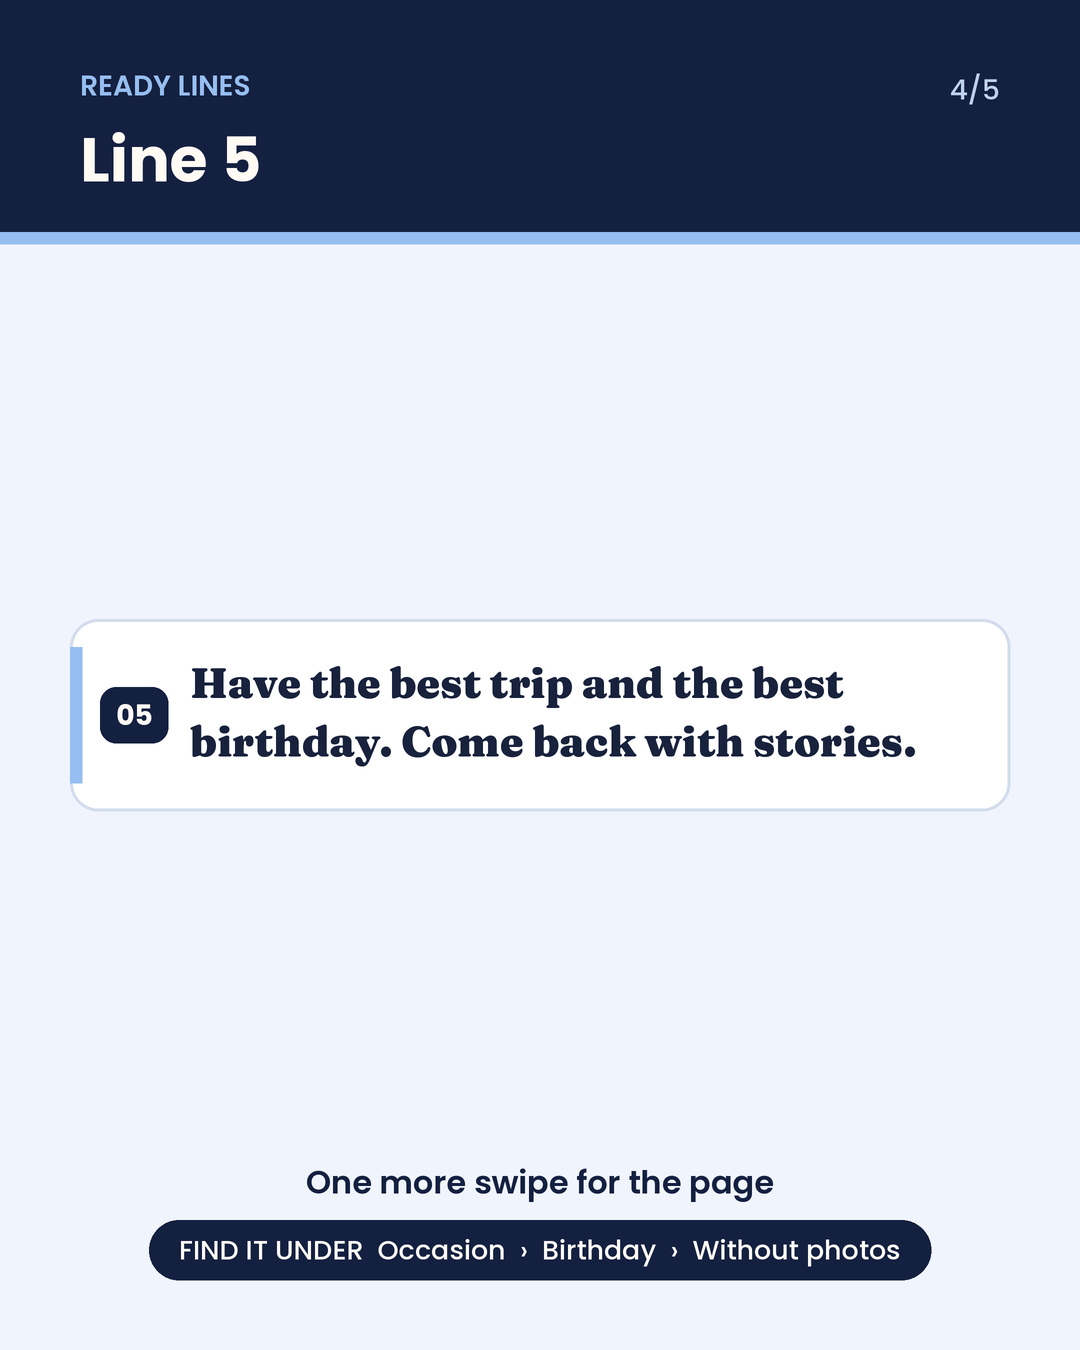 READY LINES
4/5
Line 5
05
Have the best trip and the best
birthday. Come back with stories.
One more swipe for the page
FIND IT UNDER Occasion › Birthday › Without photos